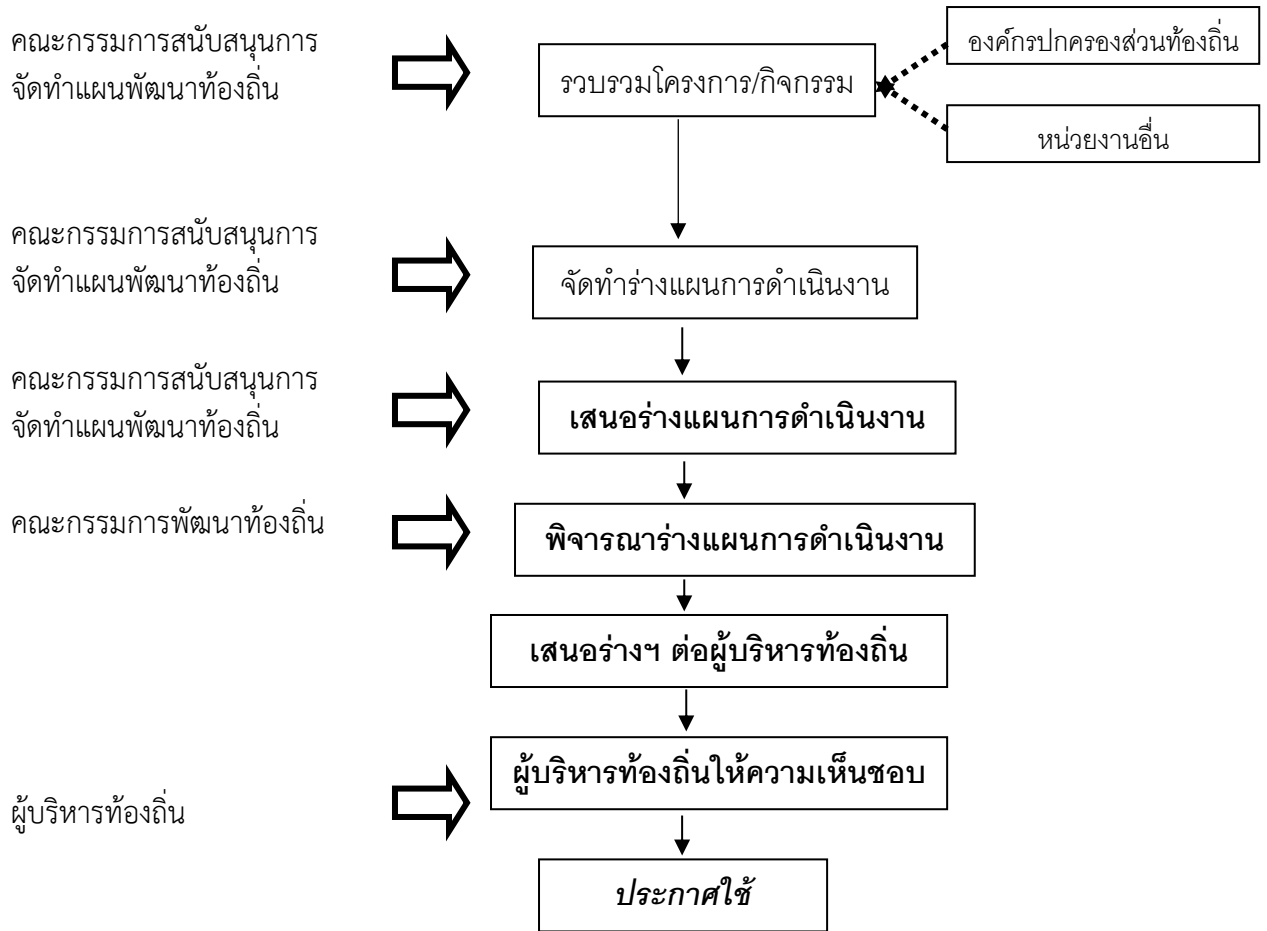 คณะกรรมการสนับสนุนการ
จัดทำแผนพัฒนาท้องถิ่น
รวบรวมโครงการ/กิจกรรม
องค์กรปกครองส่วนท้องถิ่น
หน่วยงานอื่น
คณะกรรมการสนับสนุนการ
จัดทำแผนพัฒนาท้องถิ่น
จัดทำร่างแผนการดำเนินงาน
คณะกรรมการสนับสนุนการ
จัดทำแผนพัฒนาท้องถิ่น
เสนอร่างแผนการดำเนินงาน
คณะกรรมการพัฒนาท้องถิ่น
พิจารณาร่างแผนการดำเนินงาน
เสนอร่างฯ ต่อผู้บริหารท้องถิ่น
ผู้บริหารท้องถิ่นให้ความเห็นชอบ
ผู้บริหารท้องถิ่น
ประกาศใช้